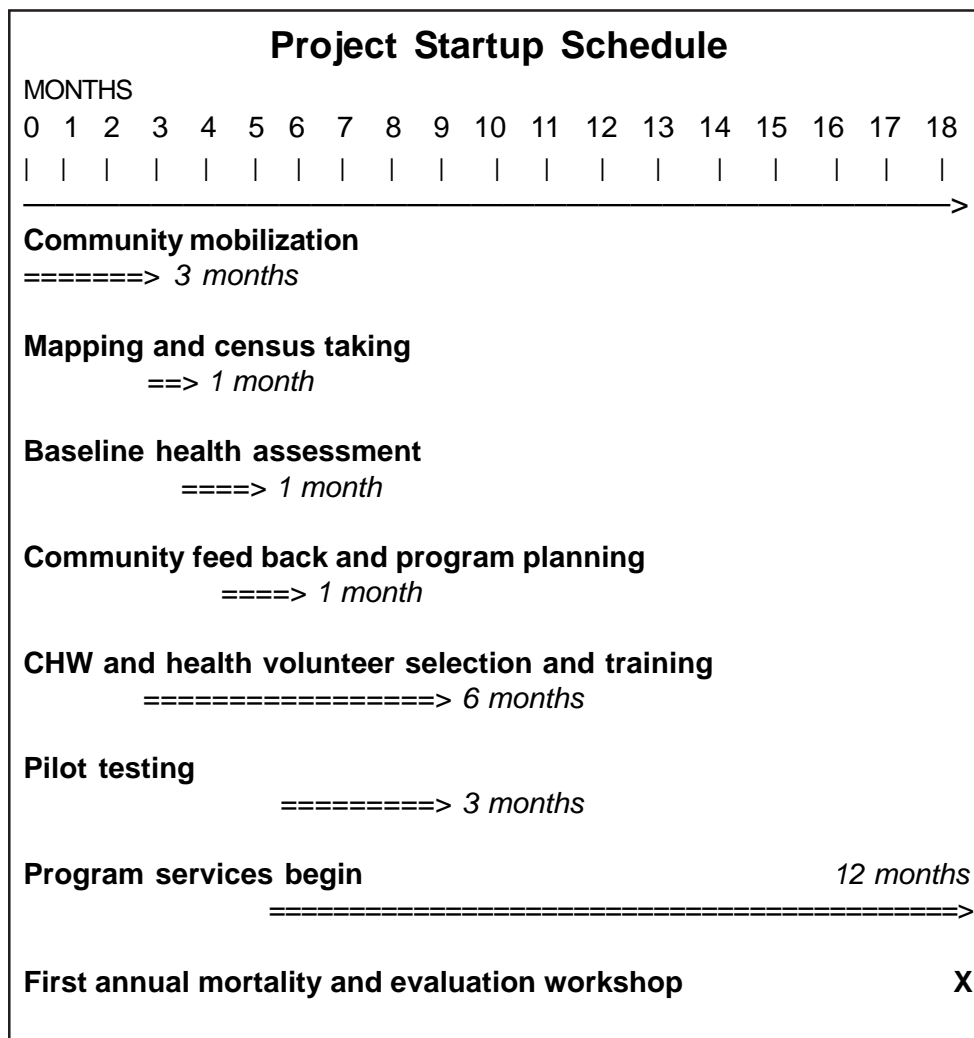 Project Startup Schedule
MONTHS
0 1 2 3 4 5 6 7 8 9 10 11 12 13 14 15 16 17 18
| | | | | | | | | | | | | | | | | | |
—————————————————————————————>
Community mobilization
=======> 3 months
Mapping and census taking
==> 1 month
Baseline health assessment
====> 1 month
Community feed back and program planning
====> 1 month
CHW and health volunteer selection and training
=================> 6 months
Pilot testing
=========> 3 months
Program services begin 12 months
===========================================>
First annual mortality and evaluation workshop X